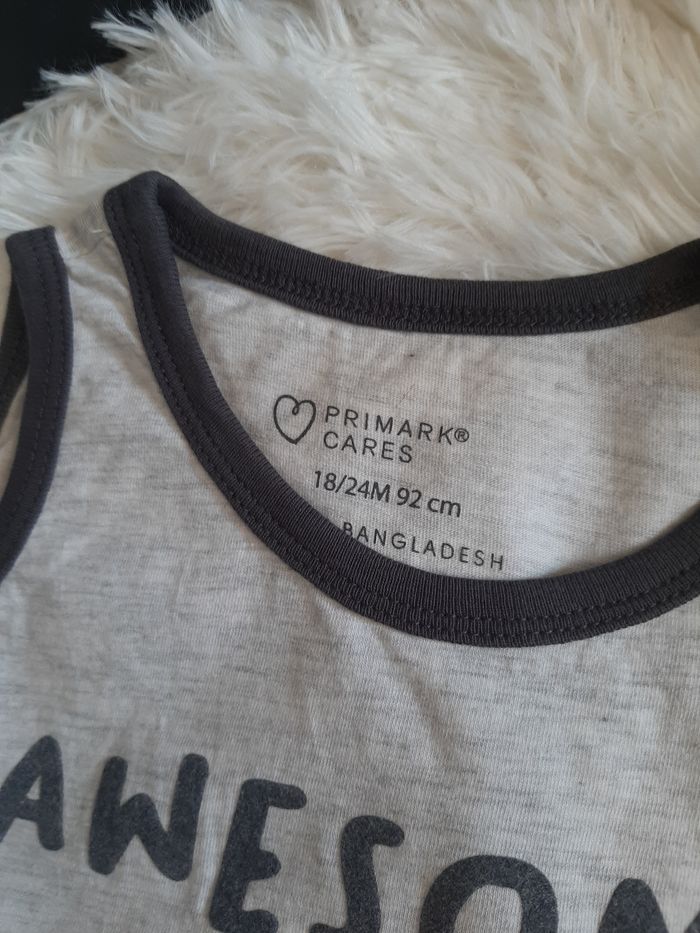 PRIMARK®
CARES
18/24M 92 cm
BANGLADESH
AWESOM